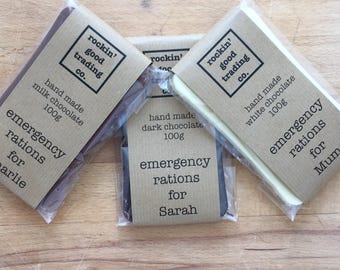 rockin'
good
trading
co.
hand made
milk chocolate
100g
emergency
rations
for
arlie
rockin'
hand made
dark chocolate
100g
emergency
rations
for
Sarah
rockin'
good
trading
co.
hand made
white chocolate
100g
emergency
rations
for
Mum